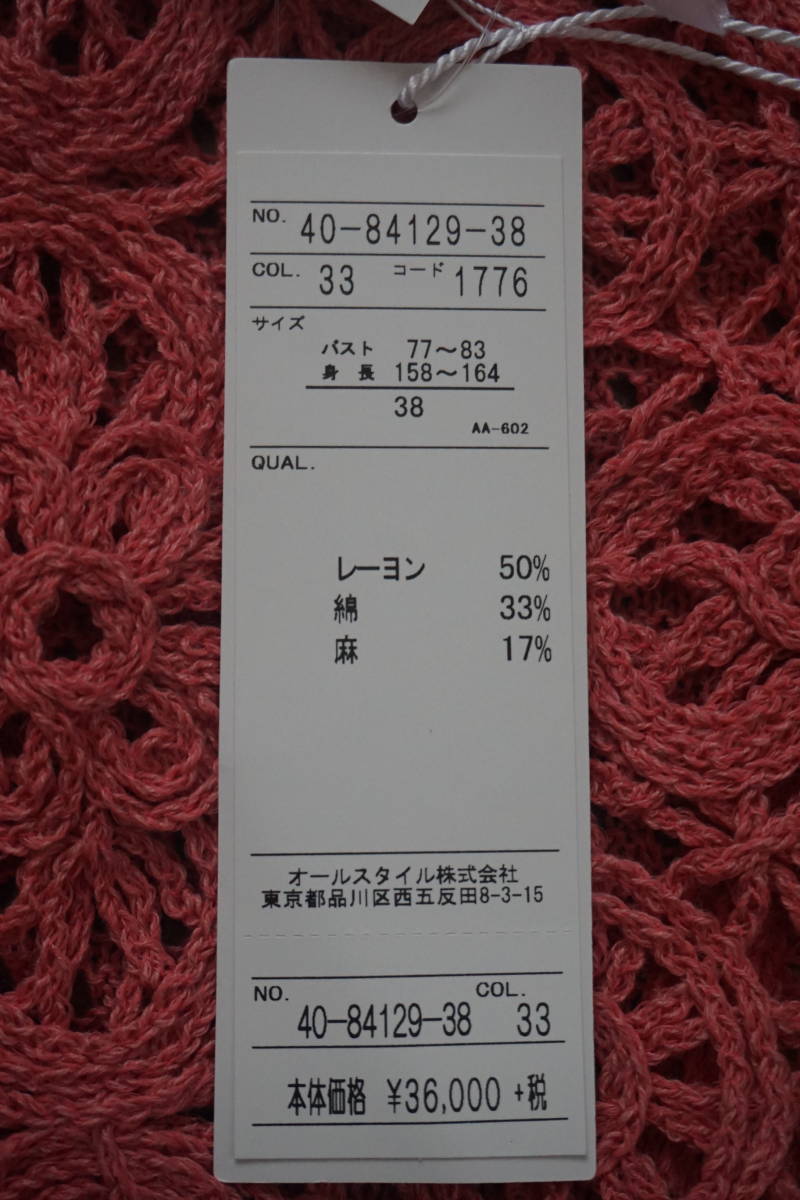 NO. 40-84129-38
COL. 33 コード 1776
サイズ
バスト 77～83
身長 158～164
38
AA-602
QUAL.
レーヨン 50%
綿 33%
麻 17%
オールスタイル株式会社
東京都品川区西五反田8-3-15
NO. COL.
40-84129-38 33
本体価格 ¥36,000 +税